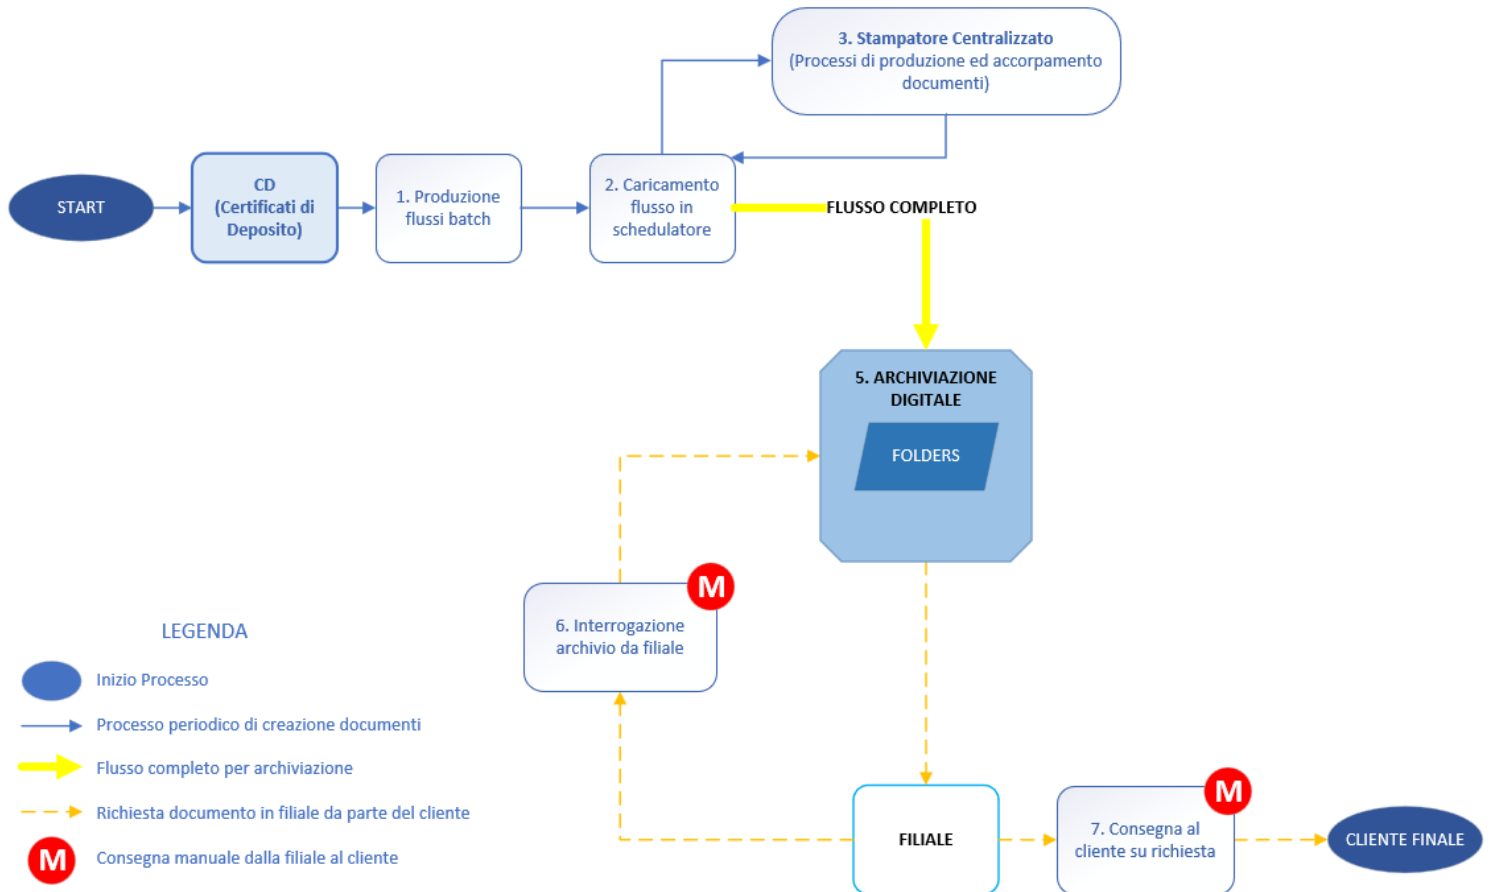 3. Stampatore Centralizzato
(Processi di produzione ed accorpamento
documenti)
START
CD
(Certificati di
Deposito)
1. Produzione
flussi batch
2. Caricamento
flusso in
schedulatore
FLUSSO COMPLETO
5. ARCHIVIAZIONE
DIGITALE
FOLDERS
M
6. Interrogazione
archivio da filiale
LEGENDA
Inizio Processo
Processo periodico di creazione documenti
Flusso completo per archiviazione
Richiesta documento in filiale da parte del cliente
M
Consegna manuale dalla filiale al cliente
FILIALE
M
7. Consegna al
cliente su richiesta
CLIENTE FINALE